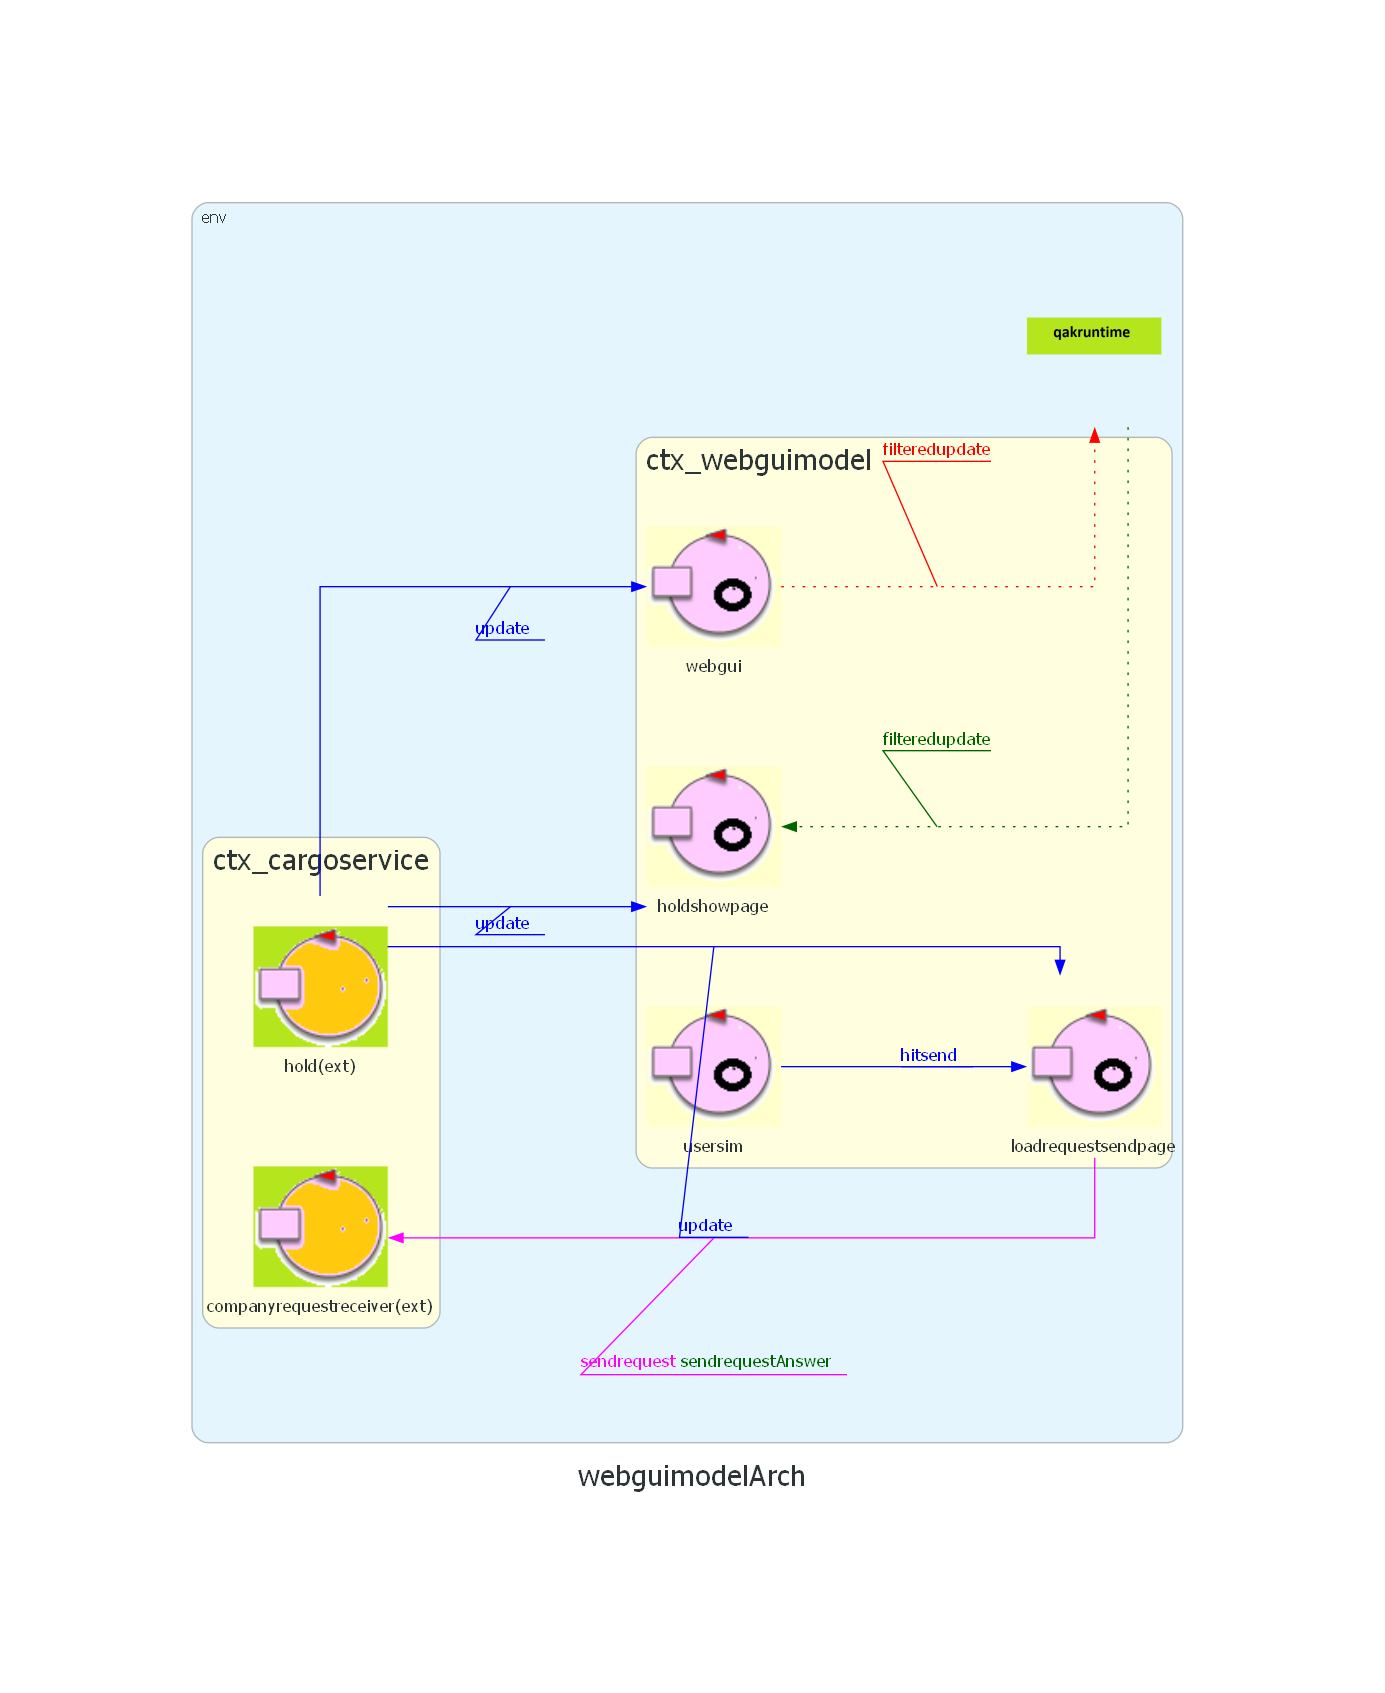 env
qakruntime
ctx_webguimodel
filteredupdate
update
webgui
filteredupdate
ctx_cargoservice
holdshowpage
update
hitsend
hold(ext)
usersim
loadrequestsendpage
update
companyrequestreceiver(ext)
sendrequest sendrequestAnswer
webguimodelArch